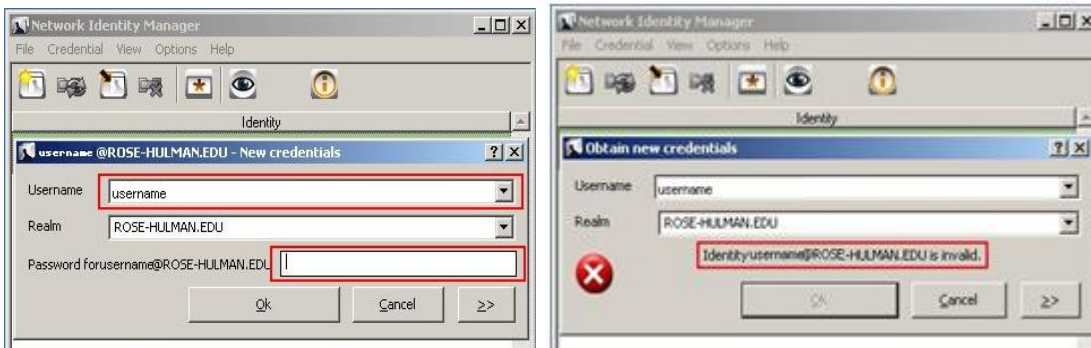 Network Identity Manager
File Credential View Options Help
Identity
username @ROSE-HULMAN.EDU - New credentials
Username username
Realm ROSE-HULMAN.EDU
Password forusername@ROSE-HULMAN.EDU
Ok Cancel >>
Network Identity Manager
File Credential View Options Help
Identity
Obtain new credentials
Username username
Realm ROSE-HULMAN.EDU
Identityusername@ROSE-HULMAN.EDU is invalid.
Ok Cancel >>